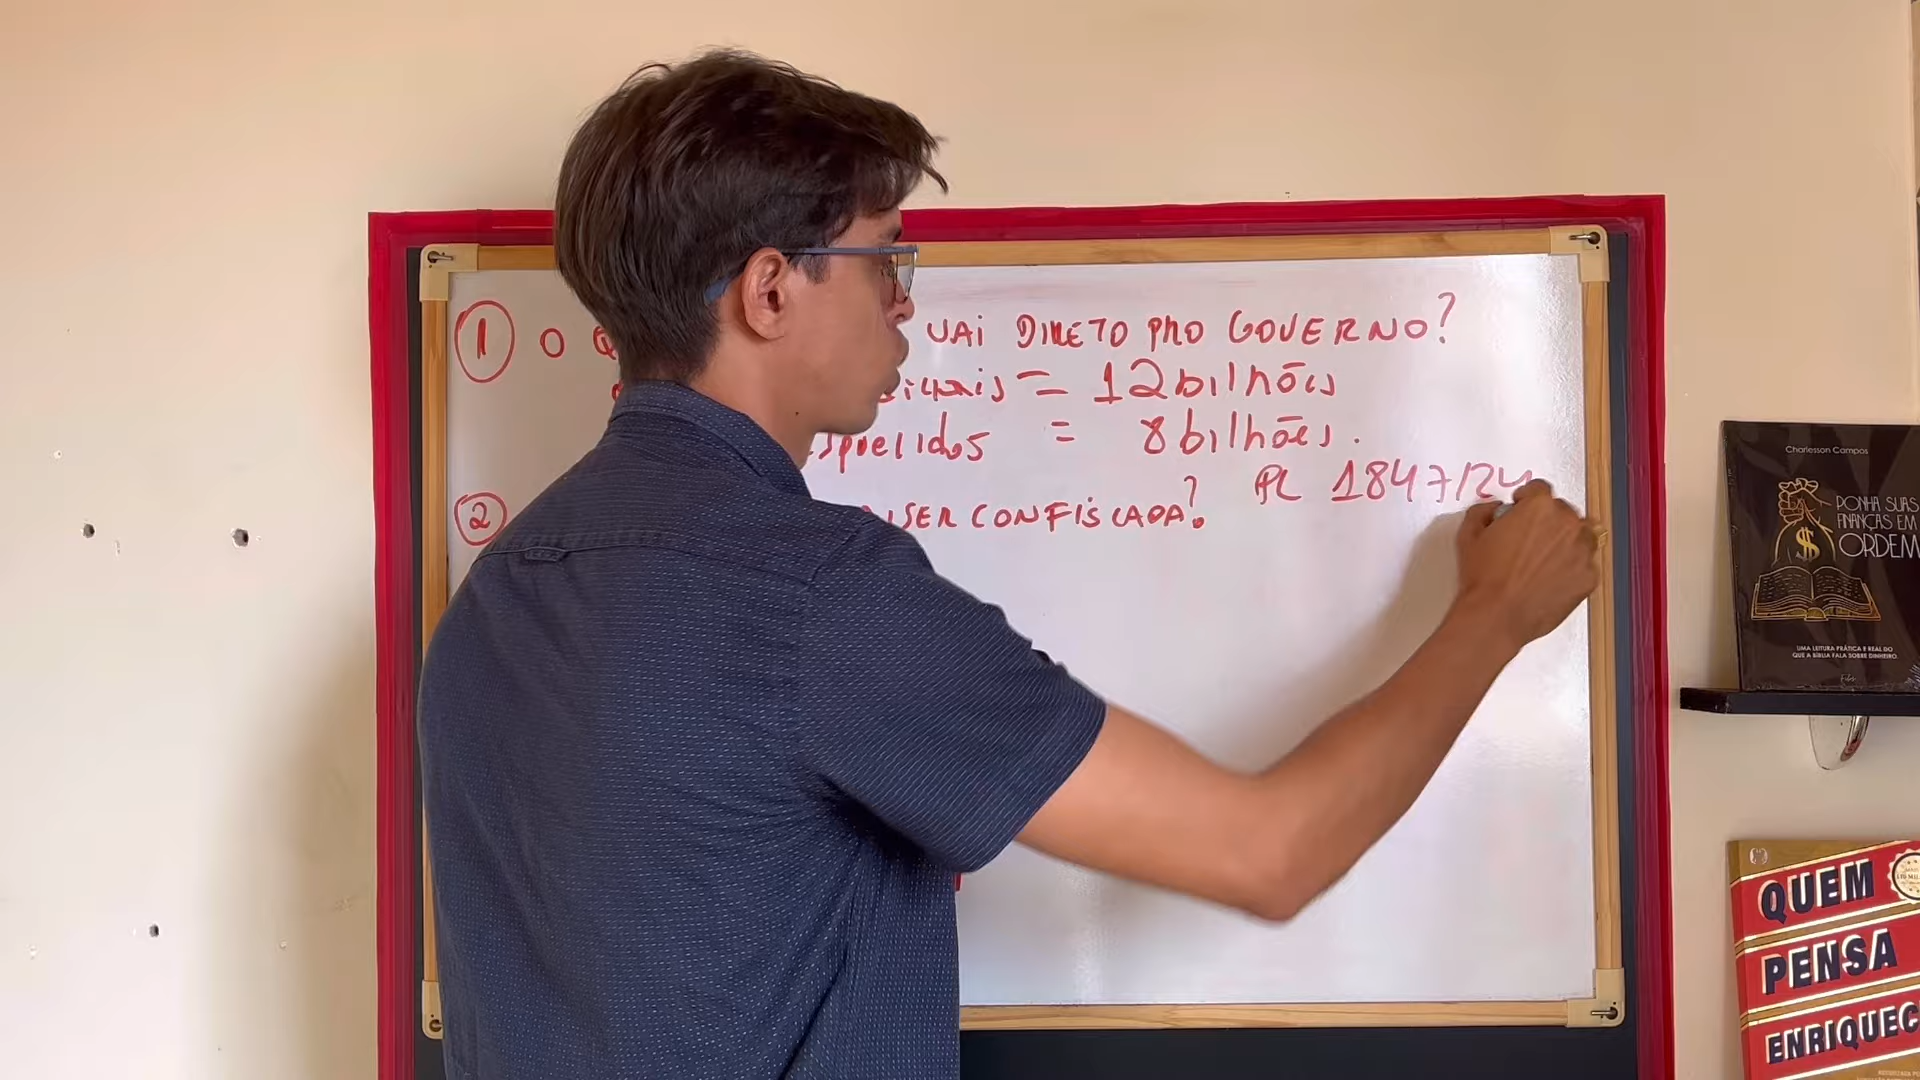 1 O Q VAI DIRETO PRO GOVERNO?
= 12 bilhões
= 8 bilhões.
PL 1847/24
2 SER CONFISCADA?
Charlesson Campos
PONHA SUAS
FINANÇAS EM
ORDEM
$
UMA LEITURA PRÁTICA E REAL DO
QUE A BÍBLIA FALA SOBRE DINHEIRO.
QUEM
PENSA
ENRIQUEC